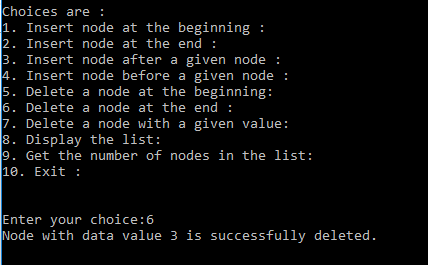 Choices are :
1. Insert node at the beginning :
2. Insert node at the end :
3. Insert node after a given node :
4. Insert node before a given node :
5. Delete a node at the beginning:
6. Delete a node at the end :
7. Delete a node with a given value:
8. Display the list:
9. Get the number of nodes in the list:
10. Exit :
Enter your choice:6
Node with data value 3 is successfully deleted.